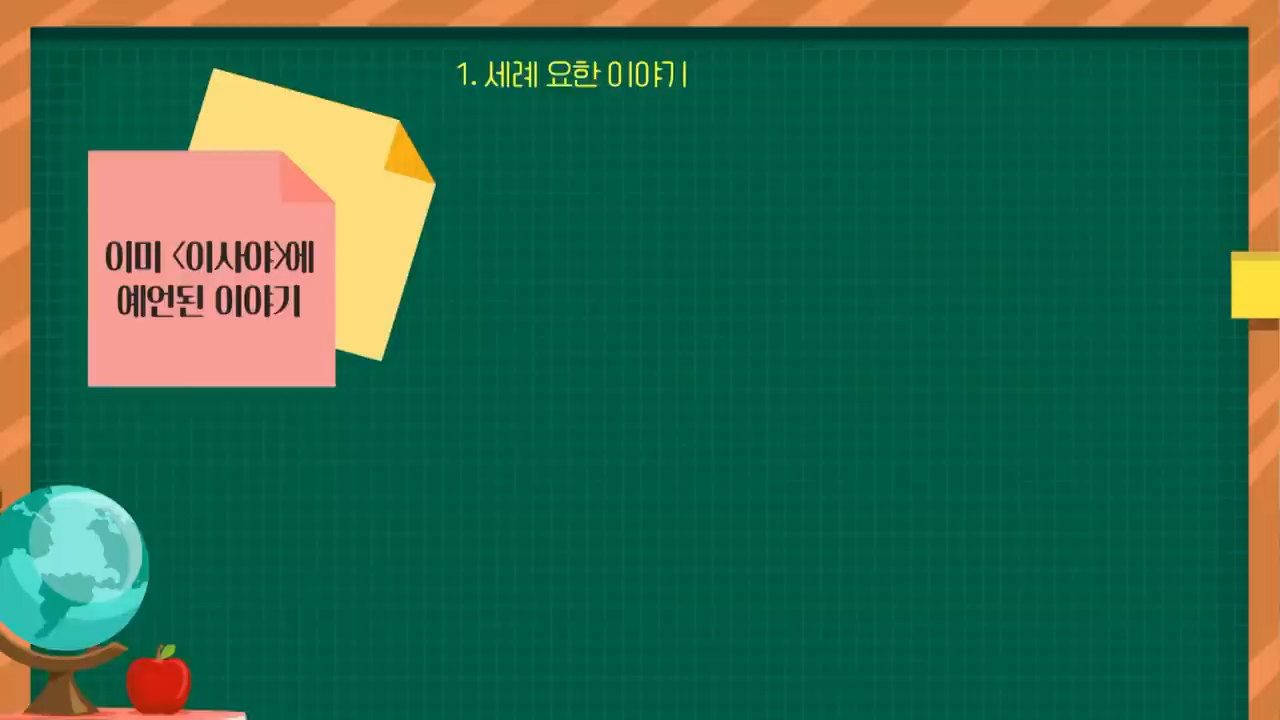 1. 세례 요한 이야기
이미 <이사야>에
예언된 이야기